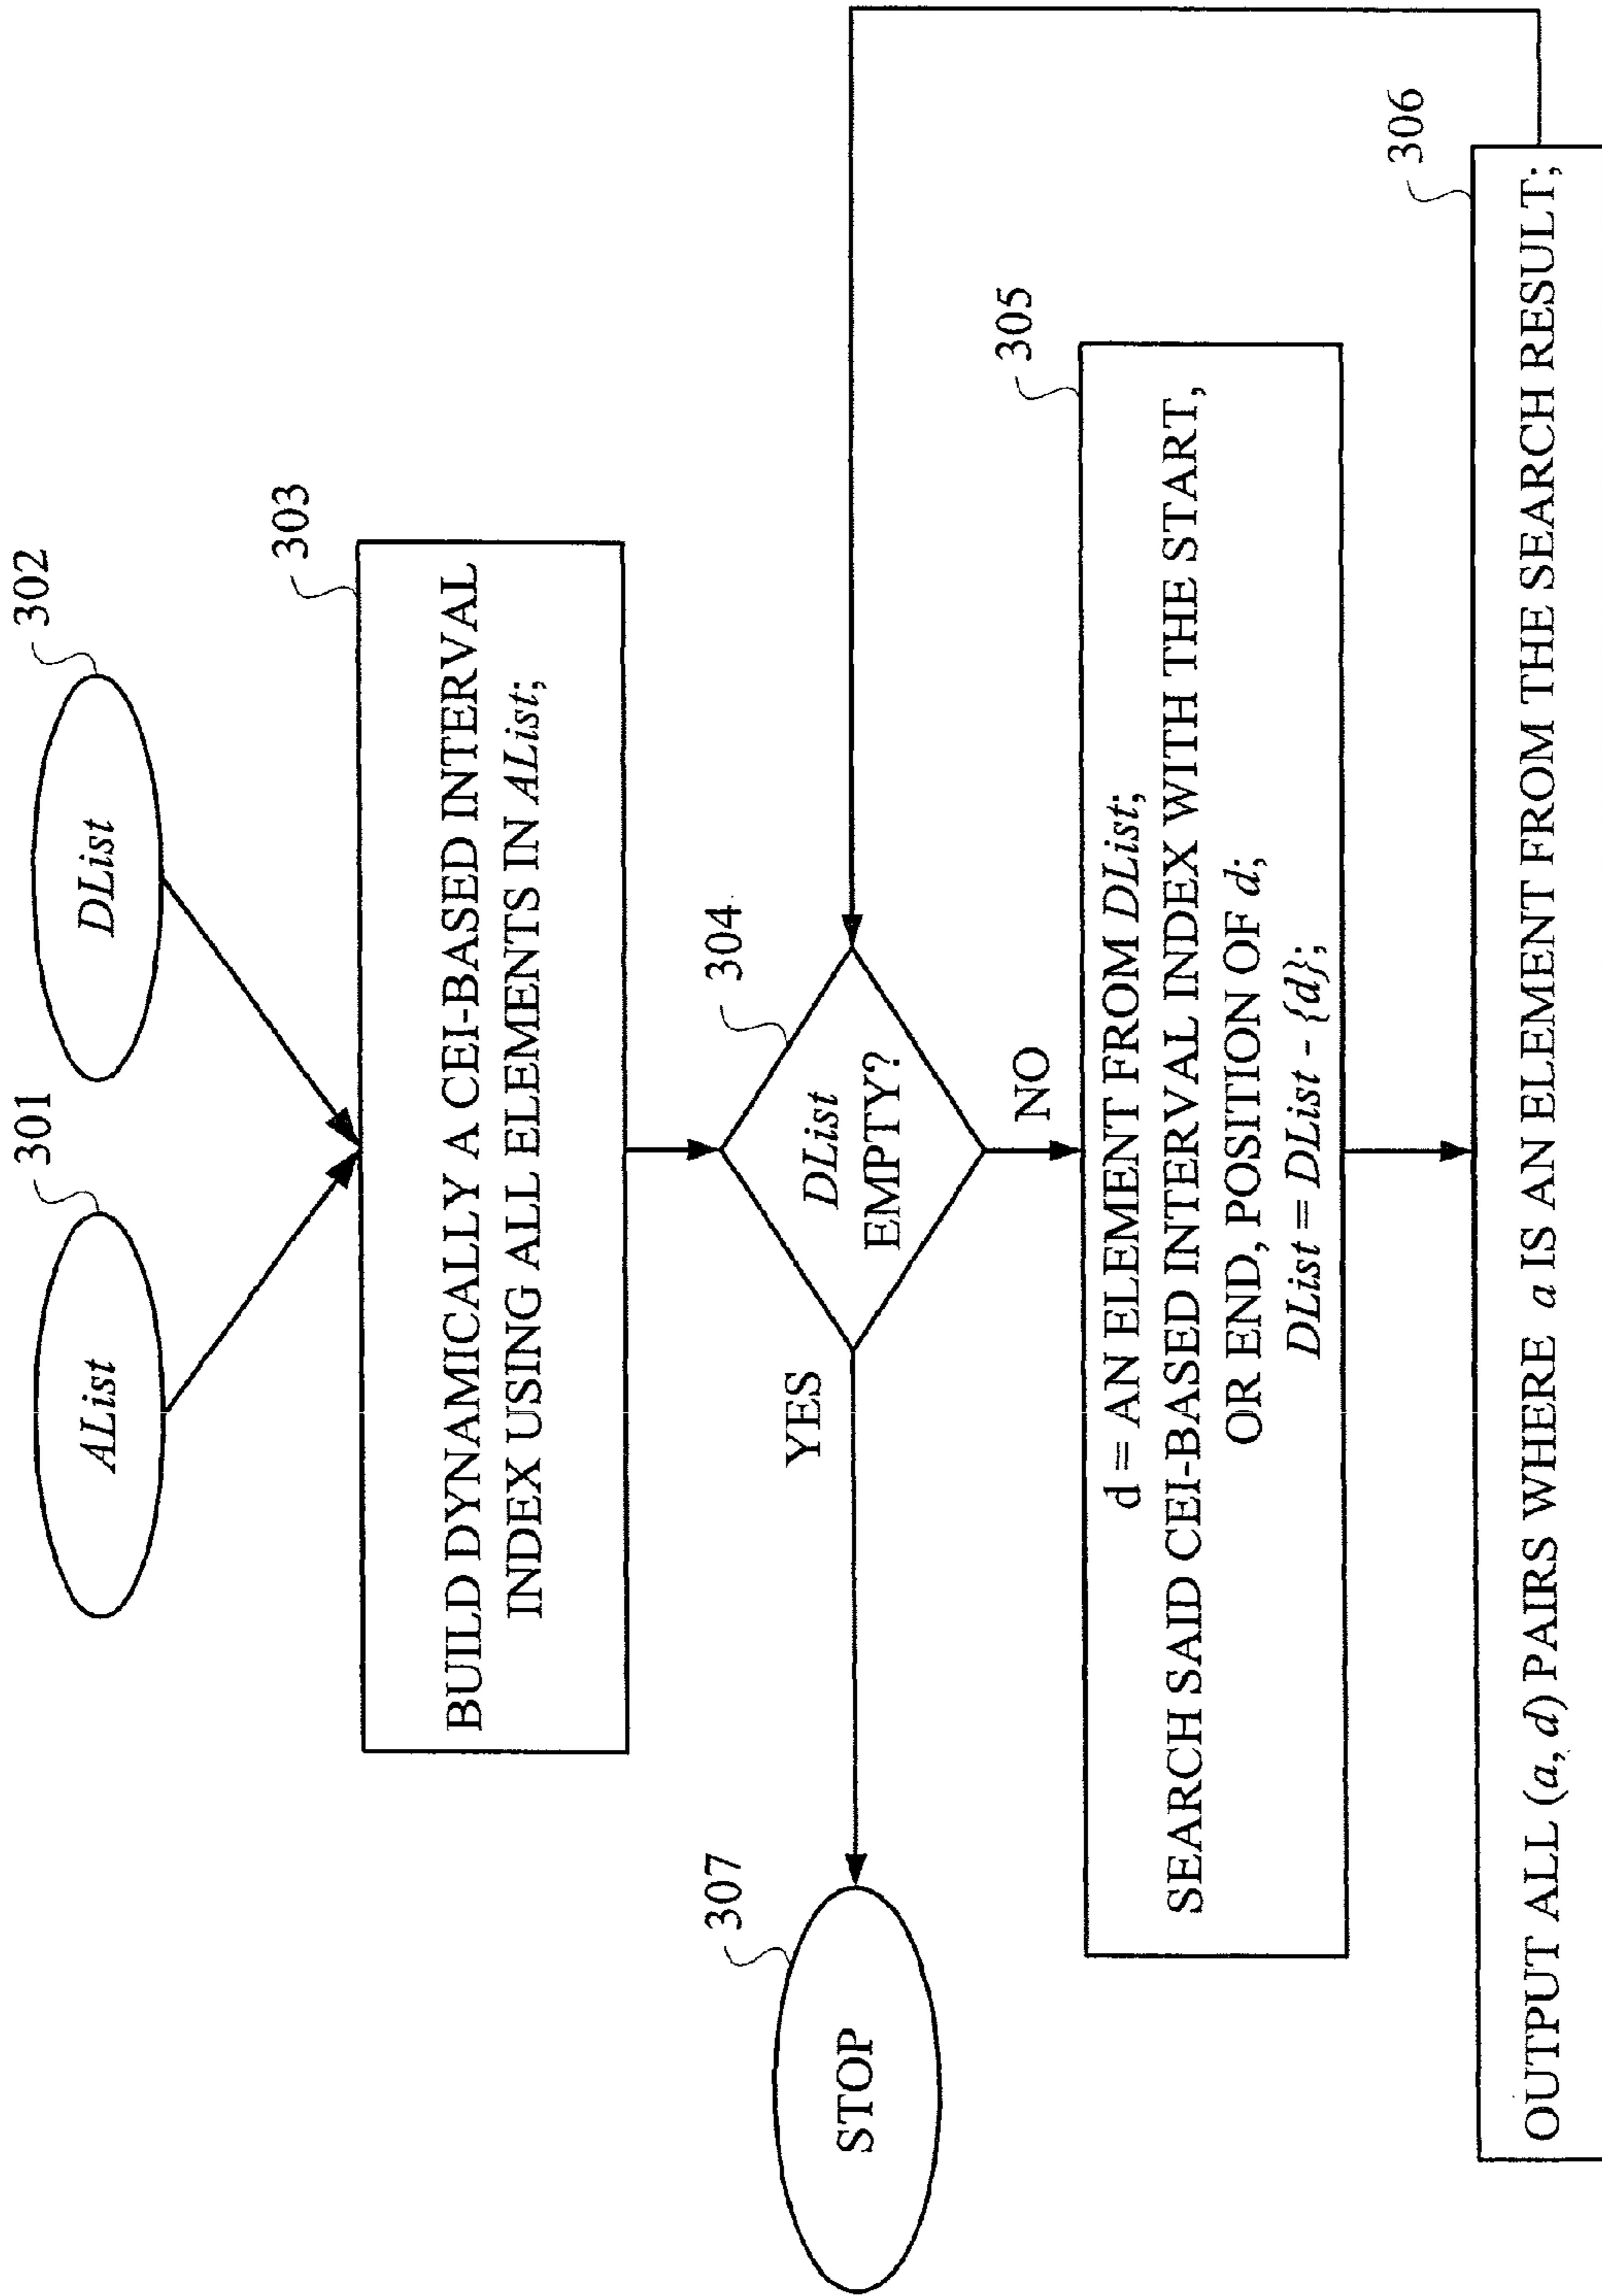 301
AList
302
DList
303
BUILD DYNAMICALLY A CEI-BASED INTERVAL
INDEX USING ALL ELEMENTS IN AList;
304
DList
EMPTY?
YES
NO
307
STOP
305
d = AN ELEMENT FROM DList;
SEARCH SAID CEI-BASED INTERVAL INDEX WITH THE START,
OR END, POSITION OF d;
DList = DList - {d};
306
OUTPUT ALL (a, d) PAIRS WHERE a IS AN ELEMENT FROM THE SEARCH RESULT;